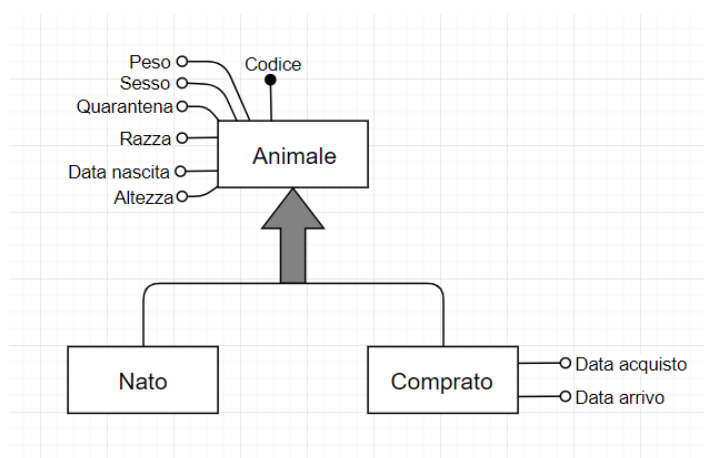 Peso
Codice
Sesso
Quarantena
Razza
Animale
Data nascita
Altezza
Nato
Comprato
Data acquisto
Data arrivo